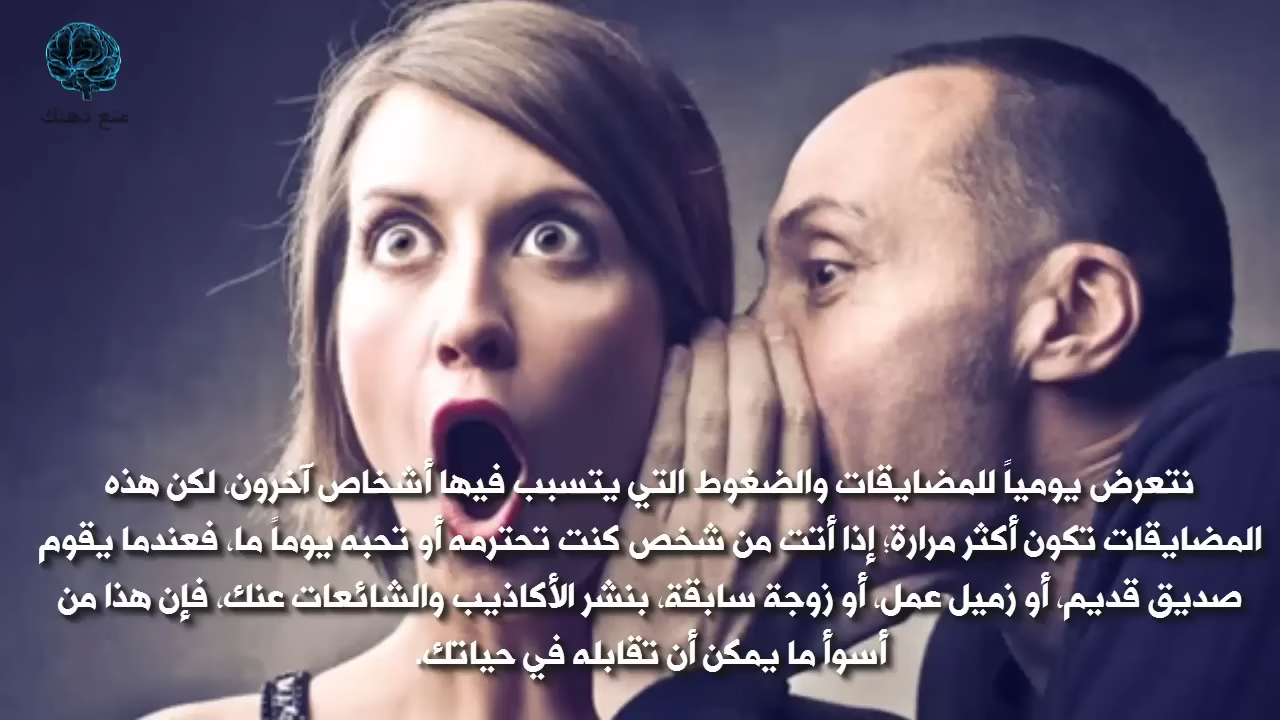 نتعرض يومياً للمضايقات والضغوط التي يتسبب فيها أشخاص آخرون، لكن هذه
المضايقات تكون أكثر مرارة؛ إذا أتت من شخص كنت تحترمه أو تحبه يوماً ما، فعندما يقوم
صديق قديم، أو زميل عمل، أو زوجة سابقة، بنشر الأكاذيب والشائعات عنك، فإن هذا من
أسوأ ما يمكن أن تقابله في حياتك.